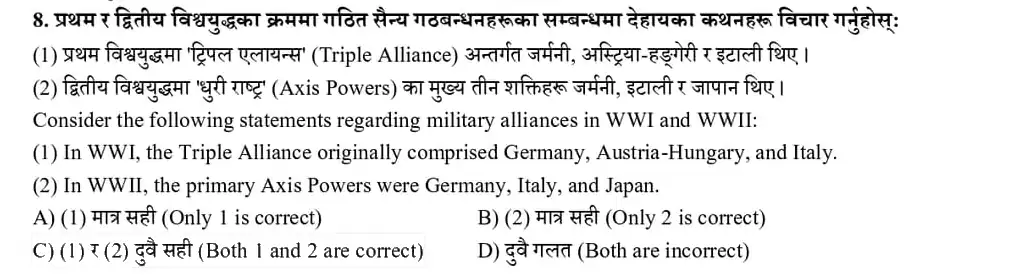 8. प्रथम र द्वितीय विश्वयुद्धका क्रममा गठित सैन्य गठबन्धनहरूका सम्बन्धमा देहायका कथनहरू विचार गर्नुहोस्:
(1) प्रथम विश्वयुद्धमा 'ट्रिपल एलायन्स' (Triple Alliance) अन्तर्गत जर्मनी, अस्ट्रिया-हङ्गेरी र इटाली थिए ।
(2) द्वितीय विश्वयुद्धमा 'धुरी राष्ट्र' (Axis Powers) का मुख्य तीन शक्तिहरू जर्मनी, इटाली र जापान थिए ।
Consider the following statements regarding military alliances in WWI and WWII:
(1) In WWI, the Triple Alliance originally comprised Germany, Austria-Hungary, and Italy.
(2) In WWII, the primary Axis Powers were Germany, Italy, and Japan.
A) (1) मात्र सही (Only 1 is correct) B) (2) मात्र सही (Only 2 is correct)
C) (1) र (2) दुवै सही (Both 1 and 2 are correct) D) दुवै गलत (Both are incorrect)